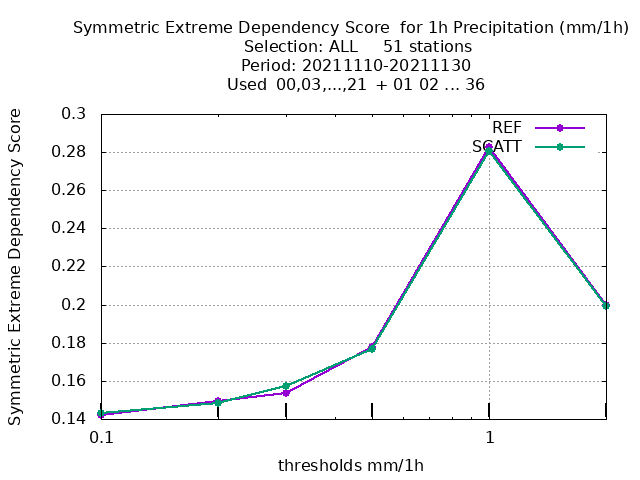 Symmetric Extreme Dependency Score for 1h Precipitation (mm/1h)
Selection: ALL 51 stations
Period: 20211110-20211130
Used 00,03,...,21 + 01 02 ... 36
Symmetric Extreme Dependency Score
0.3
0.28
0.26
0.24
0.22
0.2
0.18
0.16
0.14
REF
SCATT
0.1
1
thresholds mm/1h